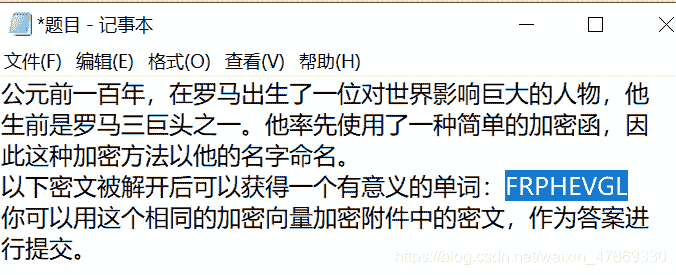 *题目 - 记事本
文件(F) 编辑(E) 格式(O) 查看(V) 帮助(H)
公元前一百年，在罗马出生了一位对世界影响巨大的人物，他
生前是罗马三巨头之一。他率先使用了一种简单的加密函，因
此这种加密方法以他的名字命名。
以下密文被解开后可以获得一个有意义的单词：FRPHEVGL
你可以用这个相同的加密向量加密附件中的密文，作为答案进
行提交。
https://blog.csdn.net/weixin_47869330